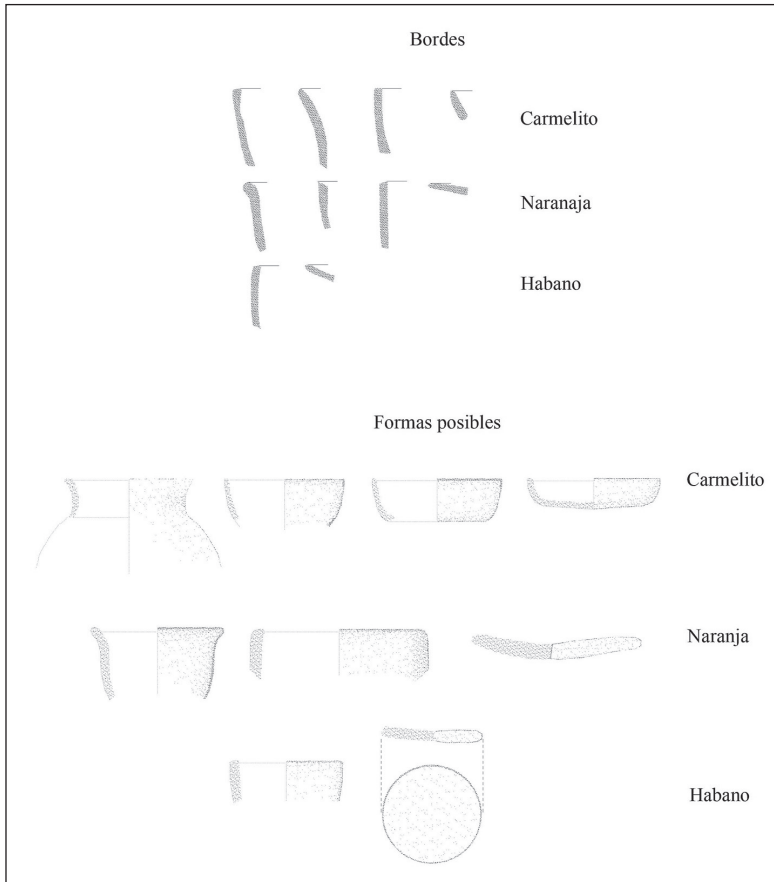 Bordes
Carmelito
Naranaja
Habano
Formas posibles
Carmelito
Naranja
Habano